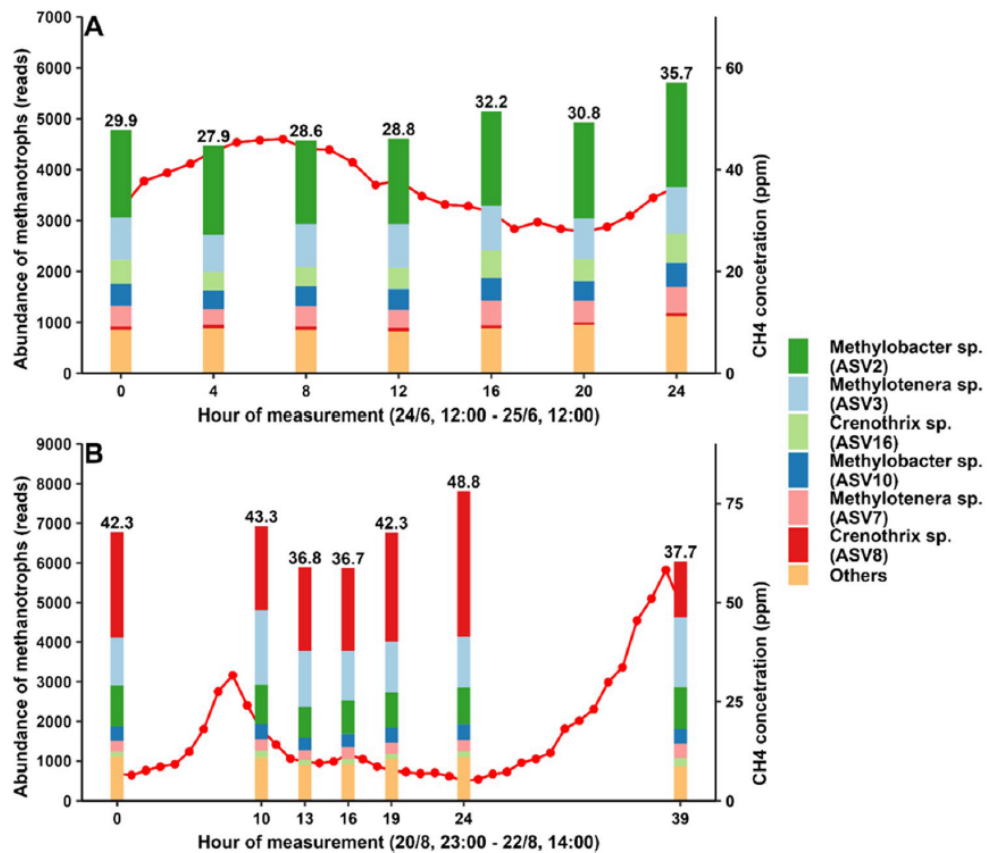 A
7000
6000
5000
4000
3000
2000
1000
0
Abundance of methanotrophs (reads)
29.9
27.9
28.6
28.8
32.2
30.8
35.7
60
40
20
0
CH4 concetration (ppm)
0 4 8 12 16 20 24
Hour of measurement (24/6, 12:00 - 25/6, 12:00)
B
9000
8000
7000
6000
5000
4000
3000
2000
1000
0
Abundance of methanotrophs (reads)
42.3
43.3
36.8
36.7
42.3
48.8
37.7
75
50
25
0
CH4 concetration (ppm)
0 10 13 16 19 24 39
Hour of measurement (20/8, 23:00 - 22/8, 14:00)
Methylobacter sp.
(ASV2)
Methylotenera sp.
(ASV3)
Crenothrix sp.
(ASV16)
Methylobacter sp.
(ASV10)
Methylotenera sp.
(ASV7)
Crenothrix sp.
(ASV8)
Others